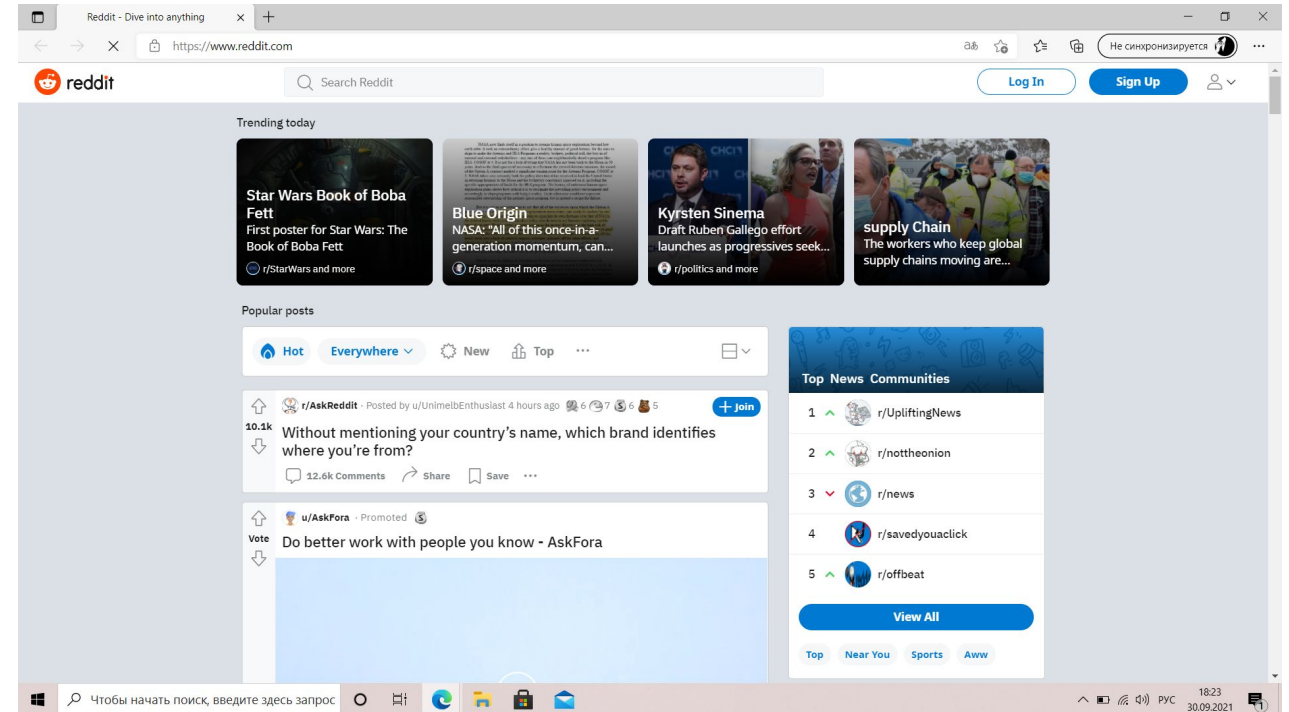 Reddit - Dive into anything
https://www.reddit.com
Не синхронизируется
reddit
Search Reddit
Log In
Sign Up
Trending today
Star Wars Book of Boba
Fett
First poster for Star Wars: The
Book of Boba Fett
r/StarWars and more
Blue Origin
NASA: "All of this once-in-a-
generation momentum, can...
r/space and more
Kyrsten Sinema
Draft Ruben Gallego effort
launches as progressives seek...
r/politics and more
supply Chain
The workers who keep global
supply chains moving are...
Popular posts
Hot Everywhere New Top ...
r/AskReddit · Posted by u/UnimelbEnthusiast 4 hours ago 6 7 6 5 Join
10.1k
Without mentioning your country's name, which brand identifies
where you're from?
12.6k Comments Share Save ...
u/AskFora · Promoted
Vote
Do better work with people you know - AskFora
Top News Communities
1 r/UpliftingNews
2 r/nottheonion
3 r/news
4 r/savedyouaclick
5 r/offbeat
View All
Top Near You Sports Aww
Чтобы начать поиск, введите здесь запрос
РУС
18:23
30.09.2021
1